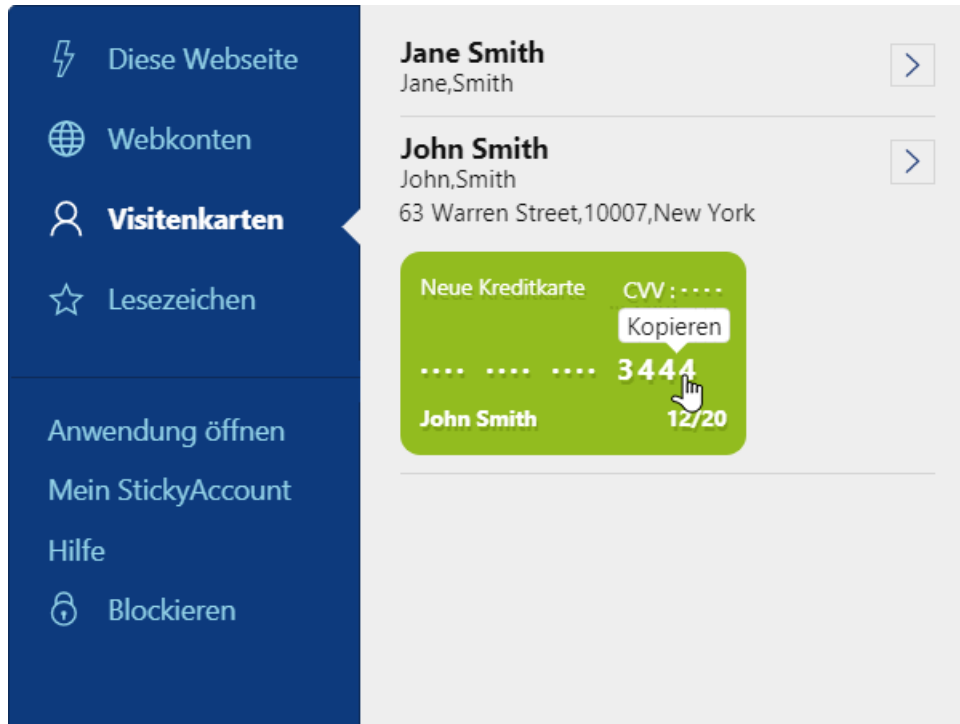 Diese Webseite
Webkonten
Visitenkarten
Lesezeichen
Anwendung öffnen
Mein StickyAccount
Hilfe
Blockieren
Jane Smith
Jane,Smith
John Smith
John,Smith
63 Warren Street,10007,New York
Neue Kreditkarte CVV : ····
Kopieren
···· ···· ···· 3444
John Smith 12/20